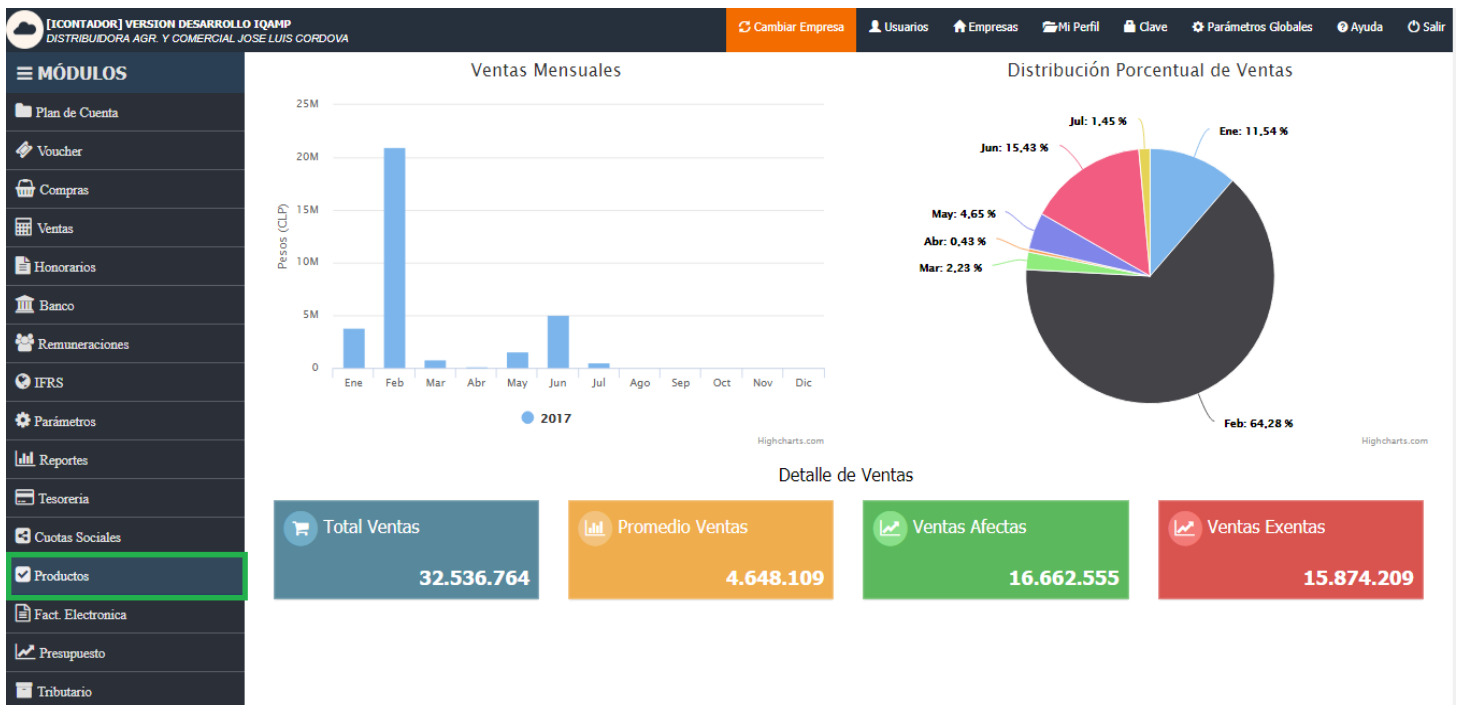 [ICONTADOR] VERSION DESARROLLO IQAMP
DISTRIBUIDORA AGR. Y COMERCIAL JOSE LUIS CORDOVA
Cambiar Empresa
Usuarios
Empresas
Mi Perfil
Clave
Parámetros Globales
Ayuda
Salir
MÓDULOS
Plan de Cuenta
Voucher
Compras
Ventas
Honorarios
Banco
Remuneraciones
IFRS
Parámetros
Reportes
Tesoreria
Cuotas Sociales
Productos
Fact. Electronica
Presupuesto
Tributario
Ventas Mensuales
Pesos (CLP)
25M
20M
15M
10M
5M
0
Ene Feb Mar Abr May Jun Jul Ago Sep Oct Nov Dic
2017
Highcharts.com
Distribución Porcentual de Ventas
Jul: 1,45 %
Ene: 11,54 %
Jun: 15,43 %
May: 4,65 %
Abr: 0,43 %
Mar: 2,23 %
Feb: 64,28 %
Highcharts.com
Detalle de Ventas
Total Ventas
32.536.764
Promedio Ventas
4.648.109
Ventas Afectas
16.662.555
Ventas Exentas
15.874.209